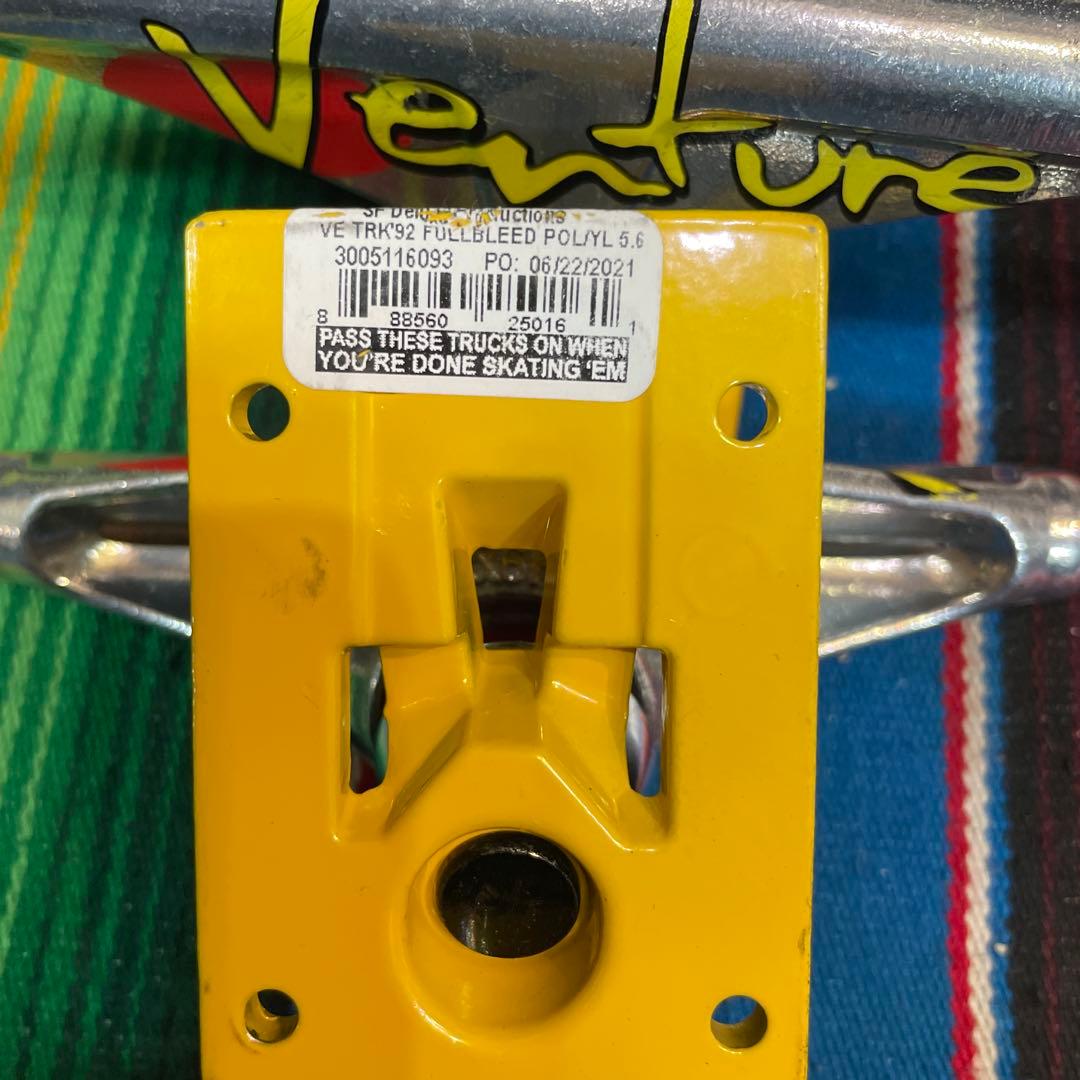 Venture
SF
VE TRK'92 FULLBLEED POL/YL 5.6
3005116093 PO: 06/22/2021
8 88560 25016 1
PASS THESE TRUCKS ON WHEN
YOU'RE DONE SKATING 'EM